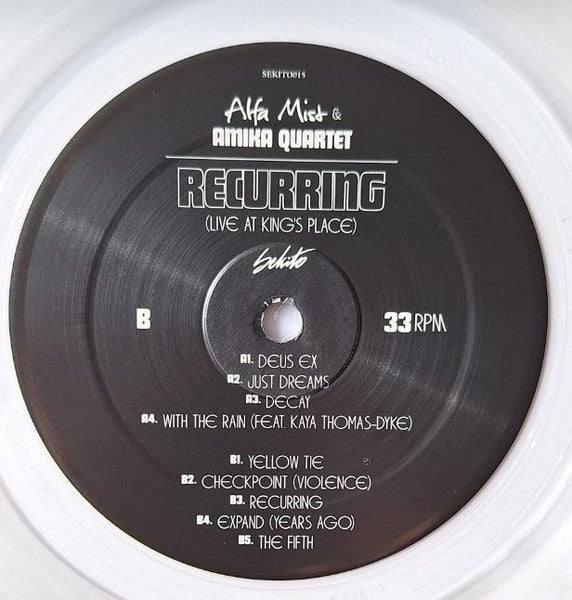 SEKITO015
Alfa Mist &
AMIKA QUARTET
RECURRING
(LIVE AT KING'S PLACE)
sekito
B
33 RPM
A1. DEUS EX
A2. JUST DREAMS
A3. DECAY
A4. WITH THE RAIN (FEAT. KAYA THOMAS-DYKE)
B1. YELLOW TIE
B2. CHECKPOINT (VIOLENCE)
B3. RECURRING
B4. EXPAND (YEARS AGO)
B5. THE FIFTH